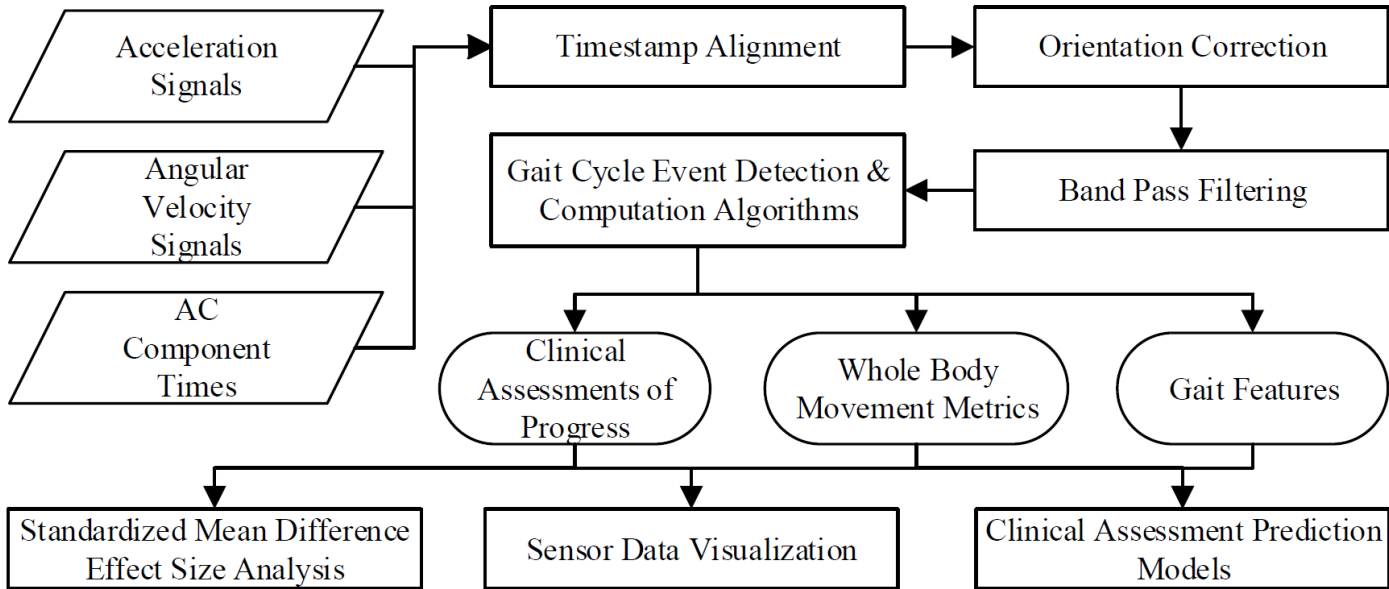 Acceleration
Signals
Timestamp Alignment
Orientation Correction
Angular
Velocity
Signals
Gait Cycle Event Detection &
Computation Algorithms
Band Pass Filtering
AC
Component
Times
Clinical
Assessments of
Progress
Whole Body
Movement Metrics
Gait Features
Standardized Mean Difference
Effect Size Analysis
Sensor Data Visualization
Clinical Assessment Prediction
Models